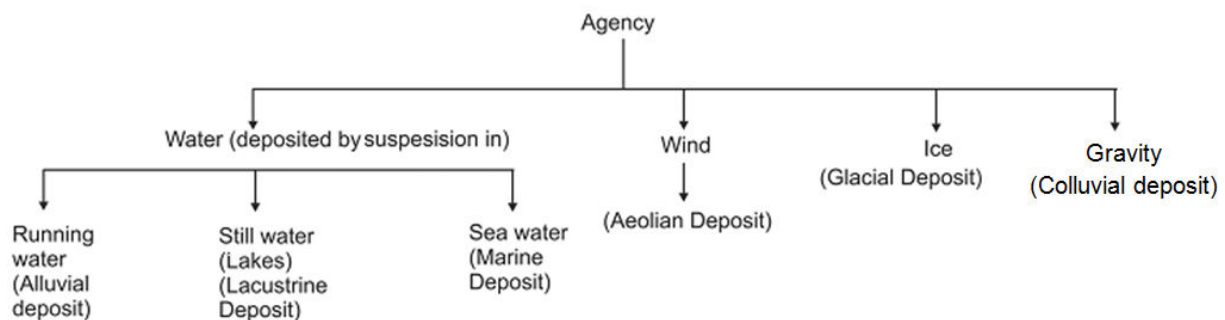 Agency
Water (deposited by suspesision in)
Wind
Ice
(Glacial Deposit)
Gravity
(Colluvial deposit)
(Aeolian Deposit)
Running
water
(Alluvial
deposit)
Still water
(Lakes)
(Lacustrine
Deposit)
Sea water
(Marine
Deposit)